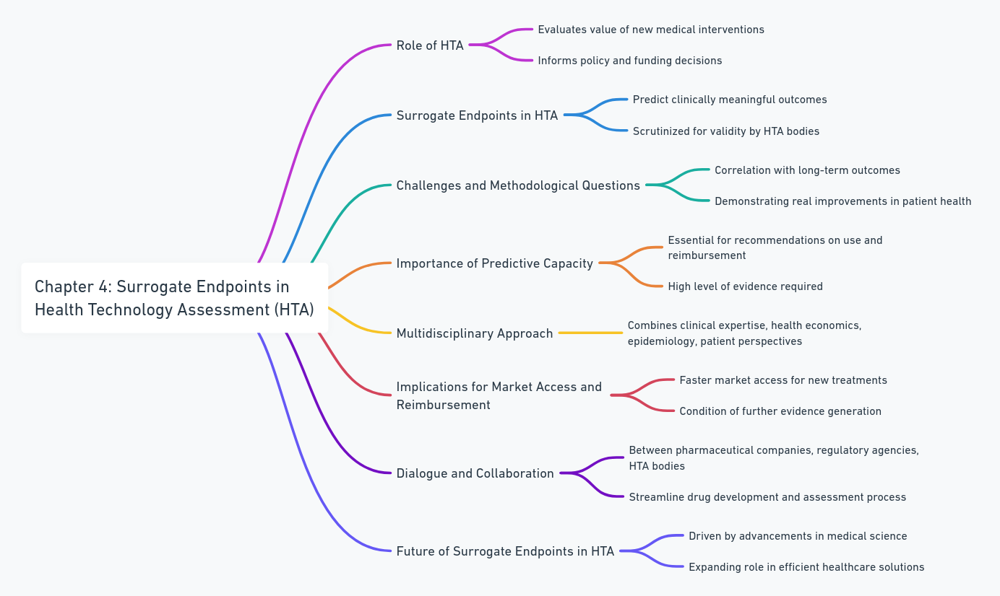 Chapter 4: Surrogate Endpoints in
Health Technology Assessment (HTA)
Role of HTA
Evaluates value of new medical interventions
Informs policy and funding decisions
Surrogate Endpoints in HTA
Predict clinically meaningful outcomes
Scrutinized for validity by HTA bodies
Challenges and Methodological Questions
Correlation with long-term outcomes
Demonstrating real improvements in patient health
Importance of Predictive Capacity
Essential for recommendations on use and
reimbursement
High level of evidence required
Multidisciplinary Approach
Combines clinical expertise, health economics,
epidemiology, patient perspectives
Implications for Market Access and
Reimbursement
Faster market access for new treatments
Condition of further evidence generation
Dialogue and Collaboration
Between pharmaceutical companies, regulatory agencies,
HTA bodies
Streamline drug development and assessment process
Future of Surrogate Endpoints in HTA
Driven by advancements in medical science
Expanding role in efficient healthcare solutions